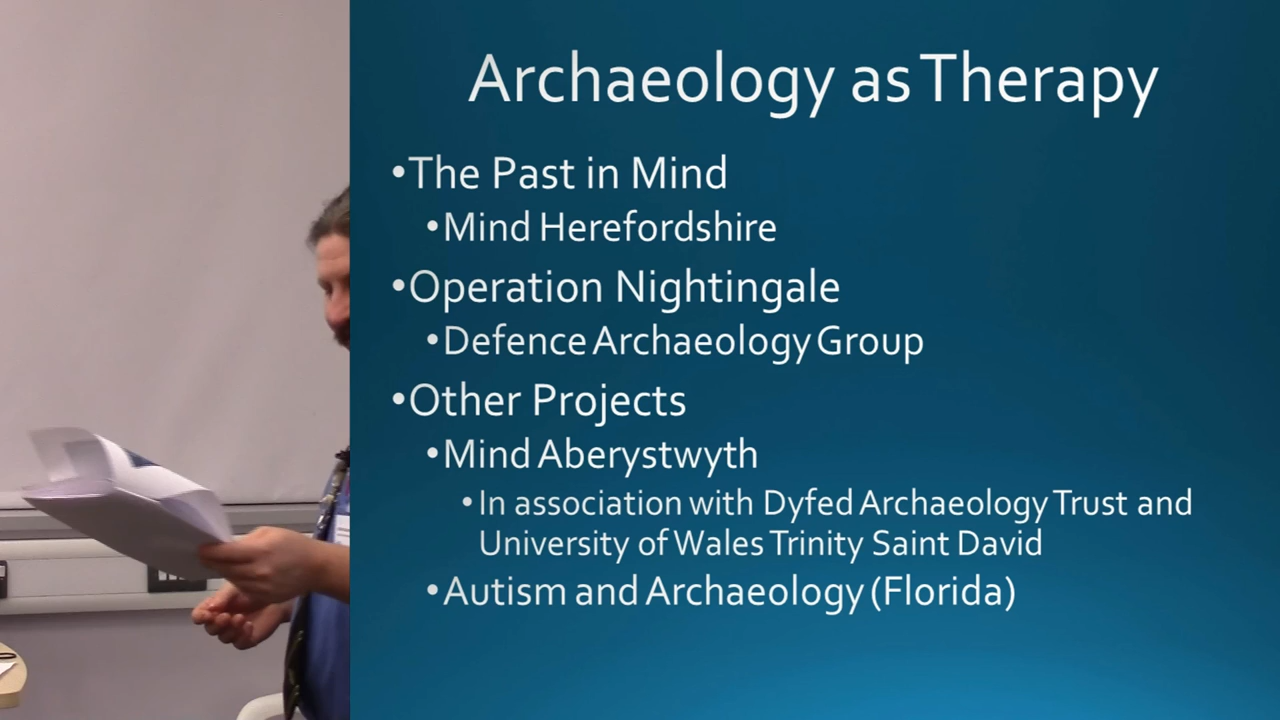 Archaeology as Therapy
•The Past in Mind
•Mind Herefordshire
•Operation Nightingale
•Defence Archaeology Group
•Other Projects
•Mind Aberystwyth
•In association with Dyfed Archaeology Trust and
University of Wales Trinity Saint David
•Autism and Archaeology (Florida)